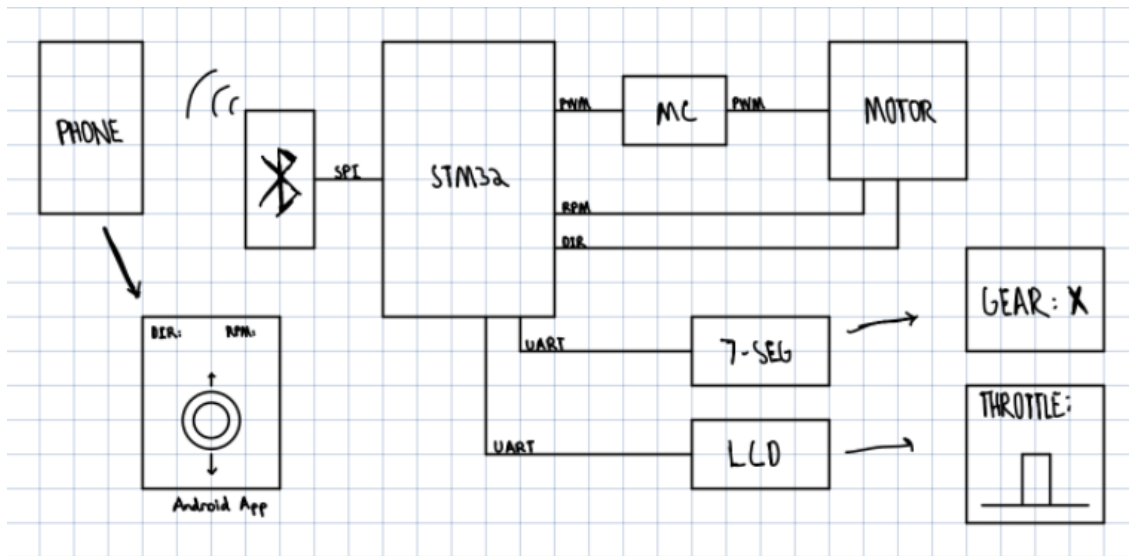 PHONE
SPI
STM32
PWM
MC
PWM
MOTOR
RPM
DIR
DIR:
RPM:
Android App
UART
7-SEG
GEAR: X
UART
LCD
THROTTLE: